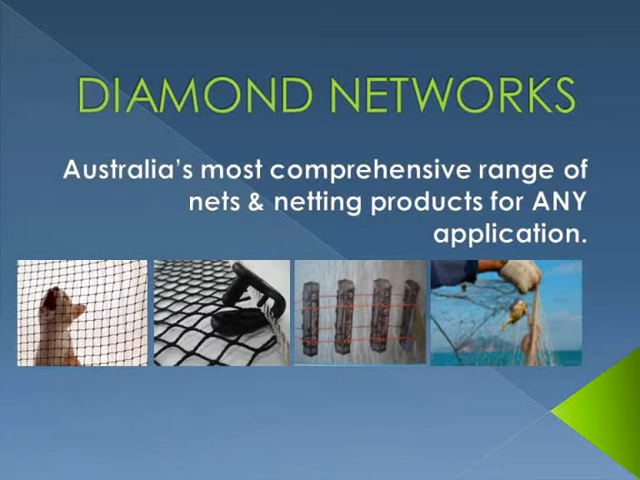 DIAMOND NETWORKS
Australia's most comprehensive range of
nets & netting products for ANY
application.